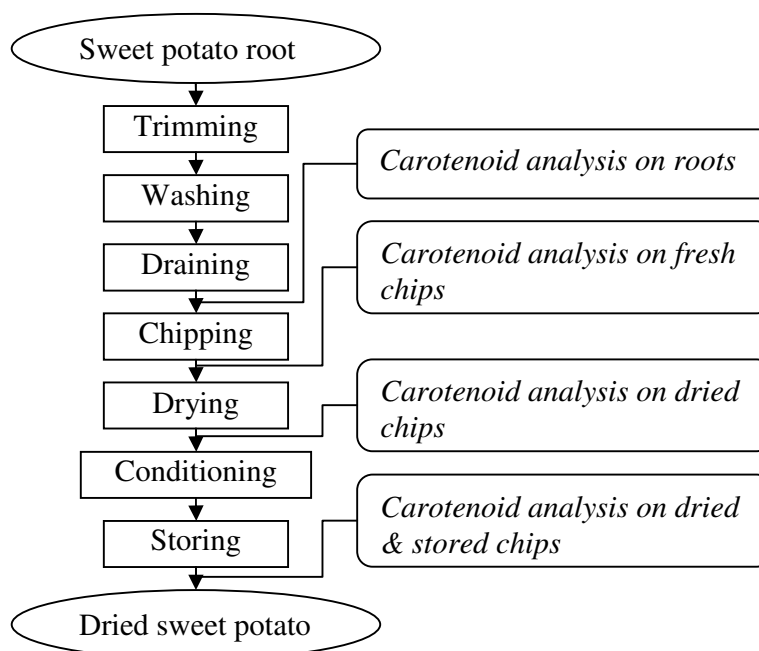 Sweet potato root
Trimming
Carotenoid analysis on roots
Washing
Carotenoid analysis on fresh
chips
Draining
Chipping
Carotenoid analysis on dried
chips
Drying
Conditioning
Carotenoid analysis on dried
& stored chips
Storing
Dried sweet potato